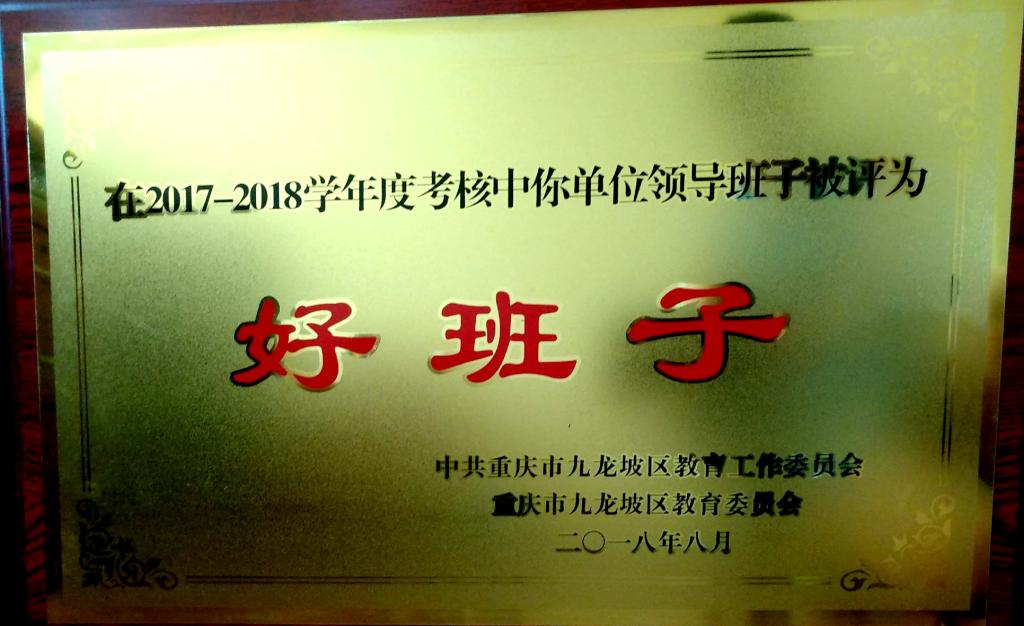 在2017-2018学年度考核中你单位领导班子被评为
好班子
中共重庆市九龙坡区教育工作委员会
重庆市九龙坡区教育委员会
二〇一八年八月